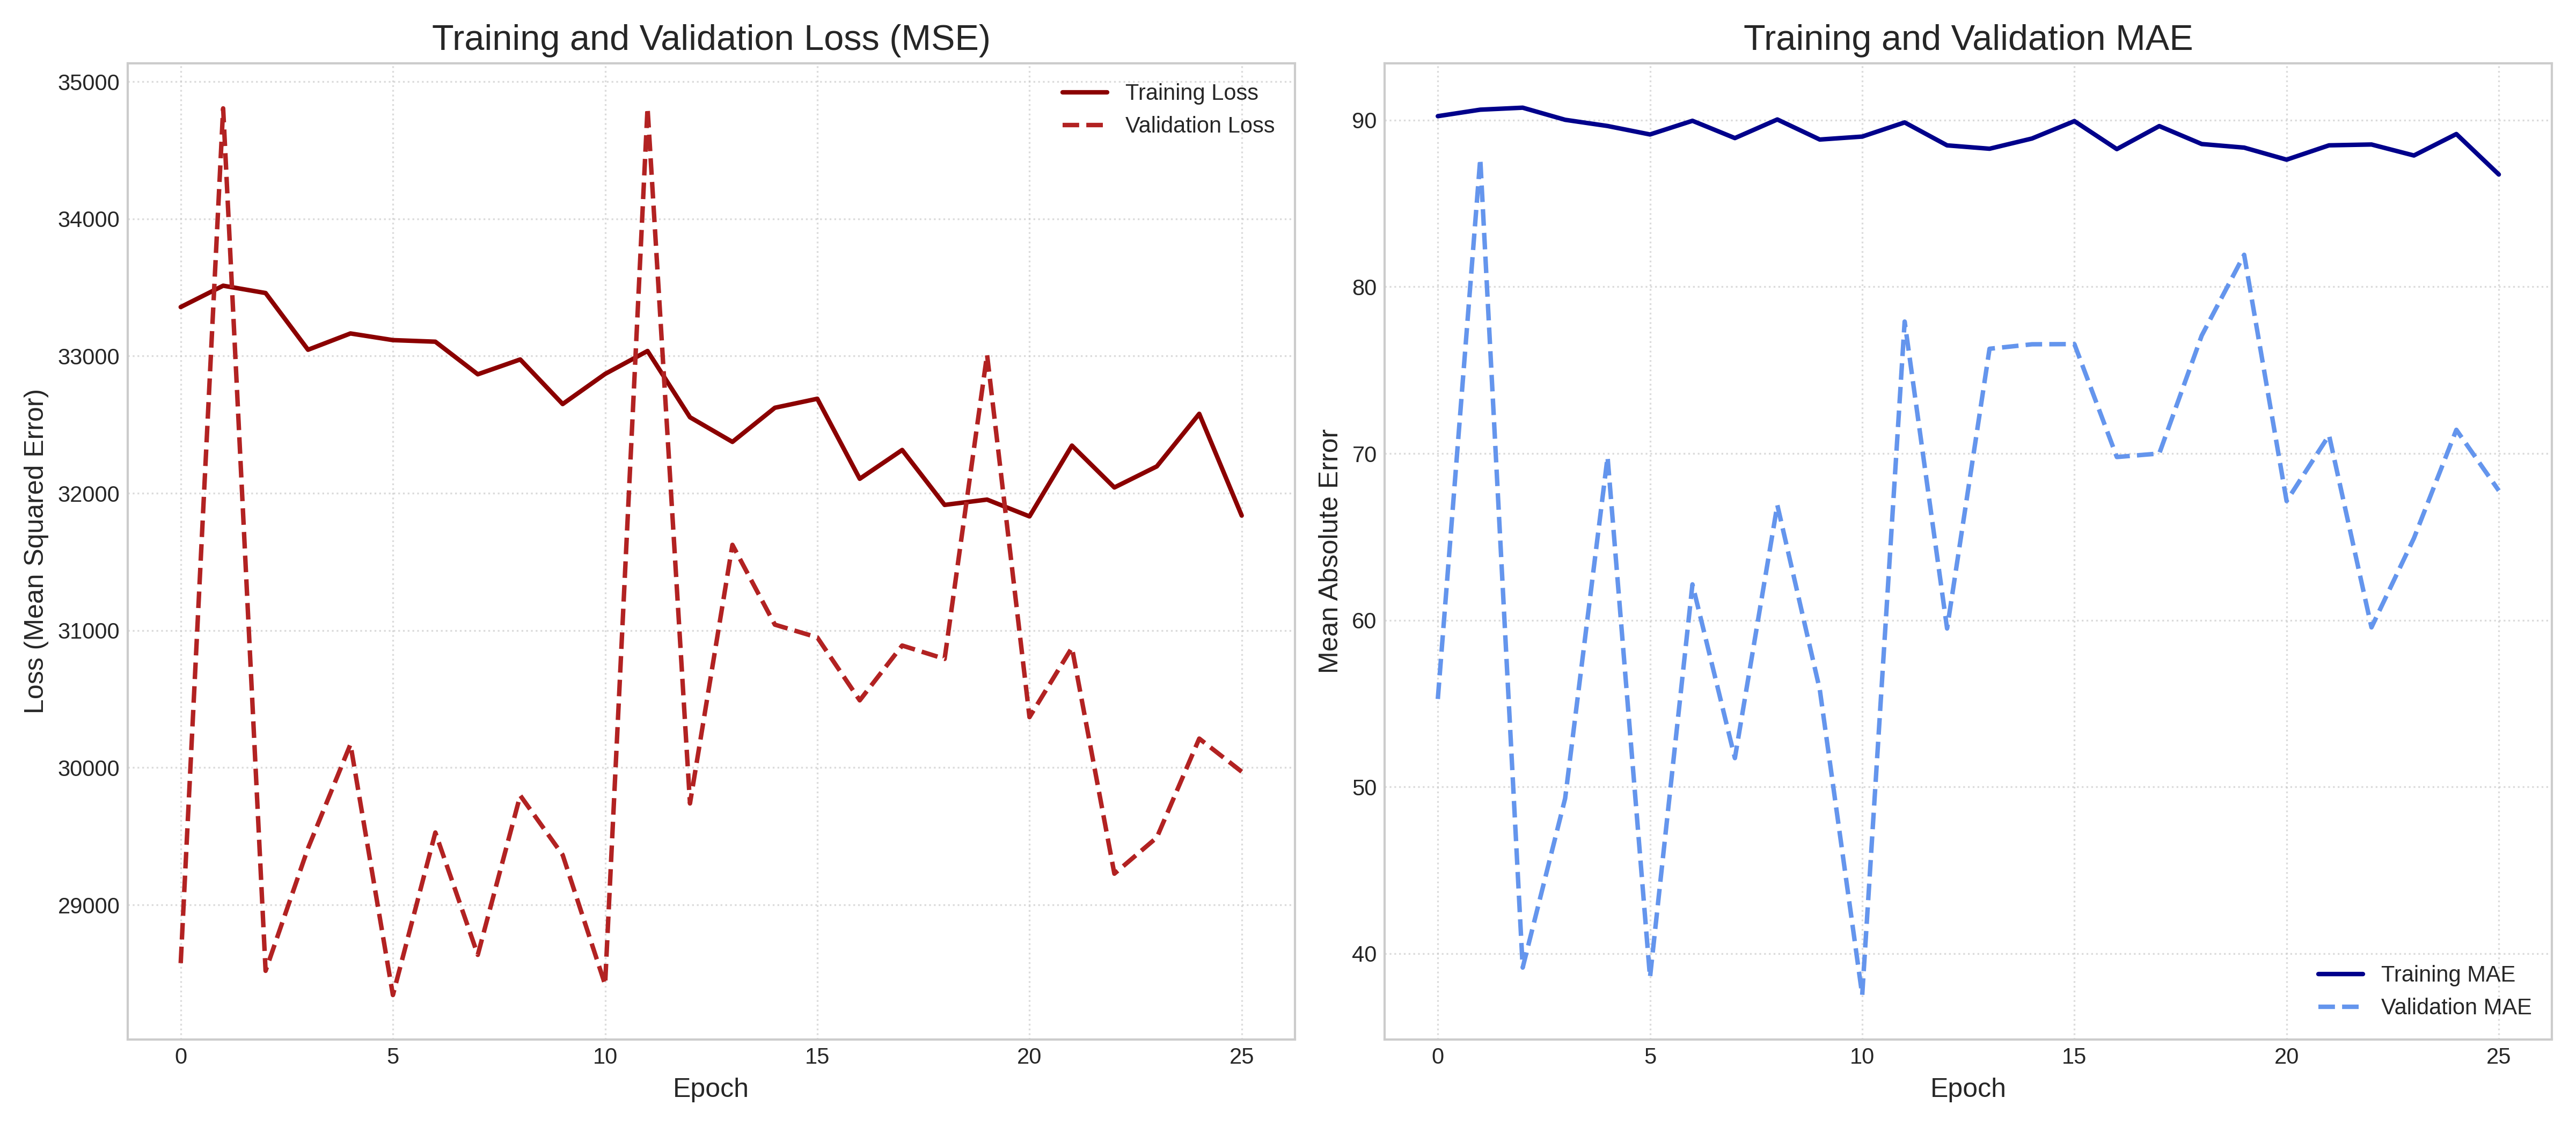 Training and Validation Loss (MSE)
35000
34000
33000
32000
31000
30000
29000
Loss (Mean Squared Error)
Training Loss
Validation Loss
0 5 10 15 20 25
Epoch
Training and Validation MAE
90
80
70
60
50
40
Mean Absolute Error
Training MAE
Validation MAE
0 5 10 15 20 25
Epoch